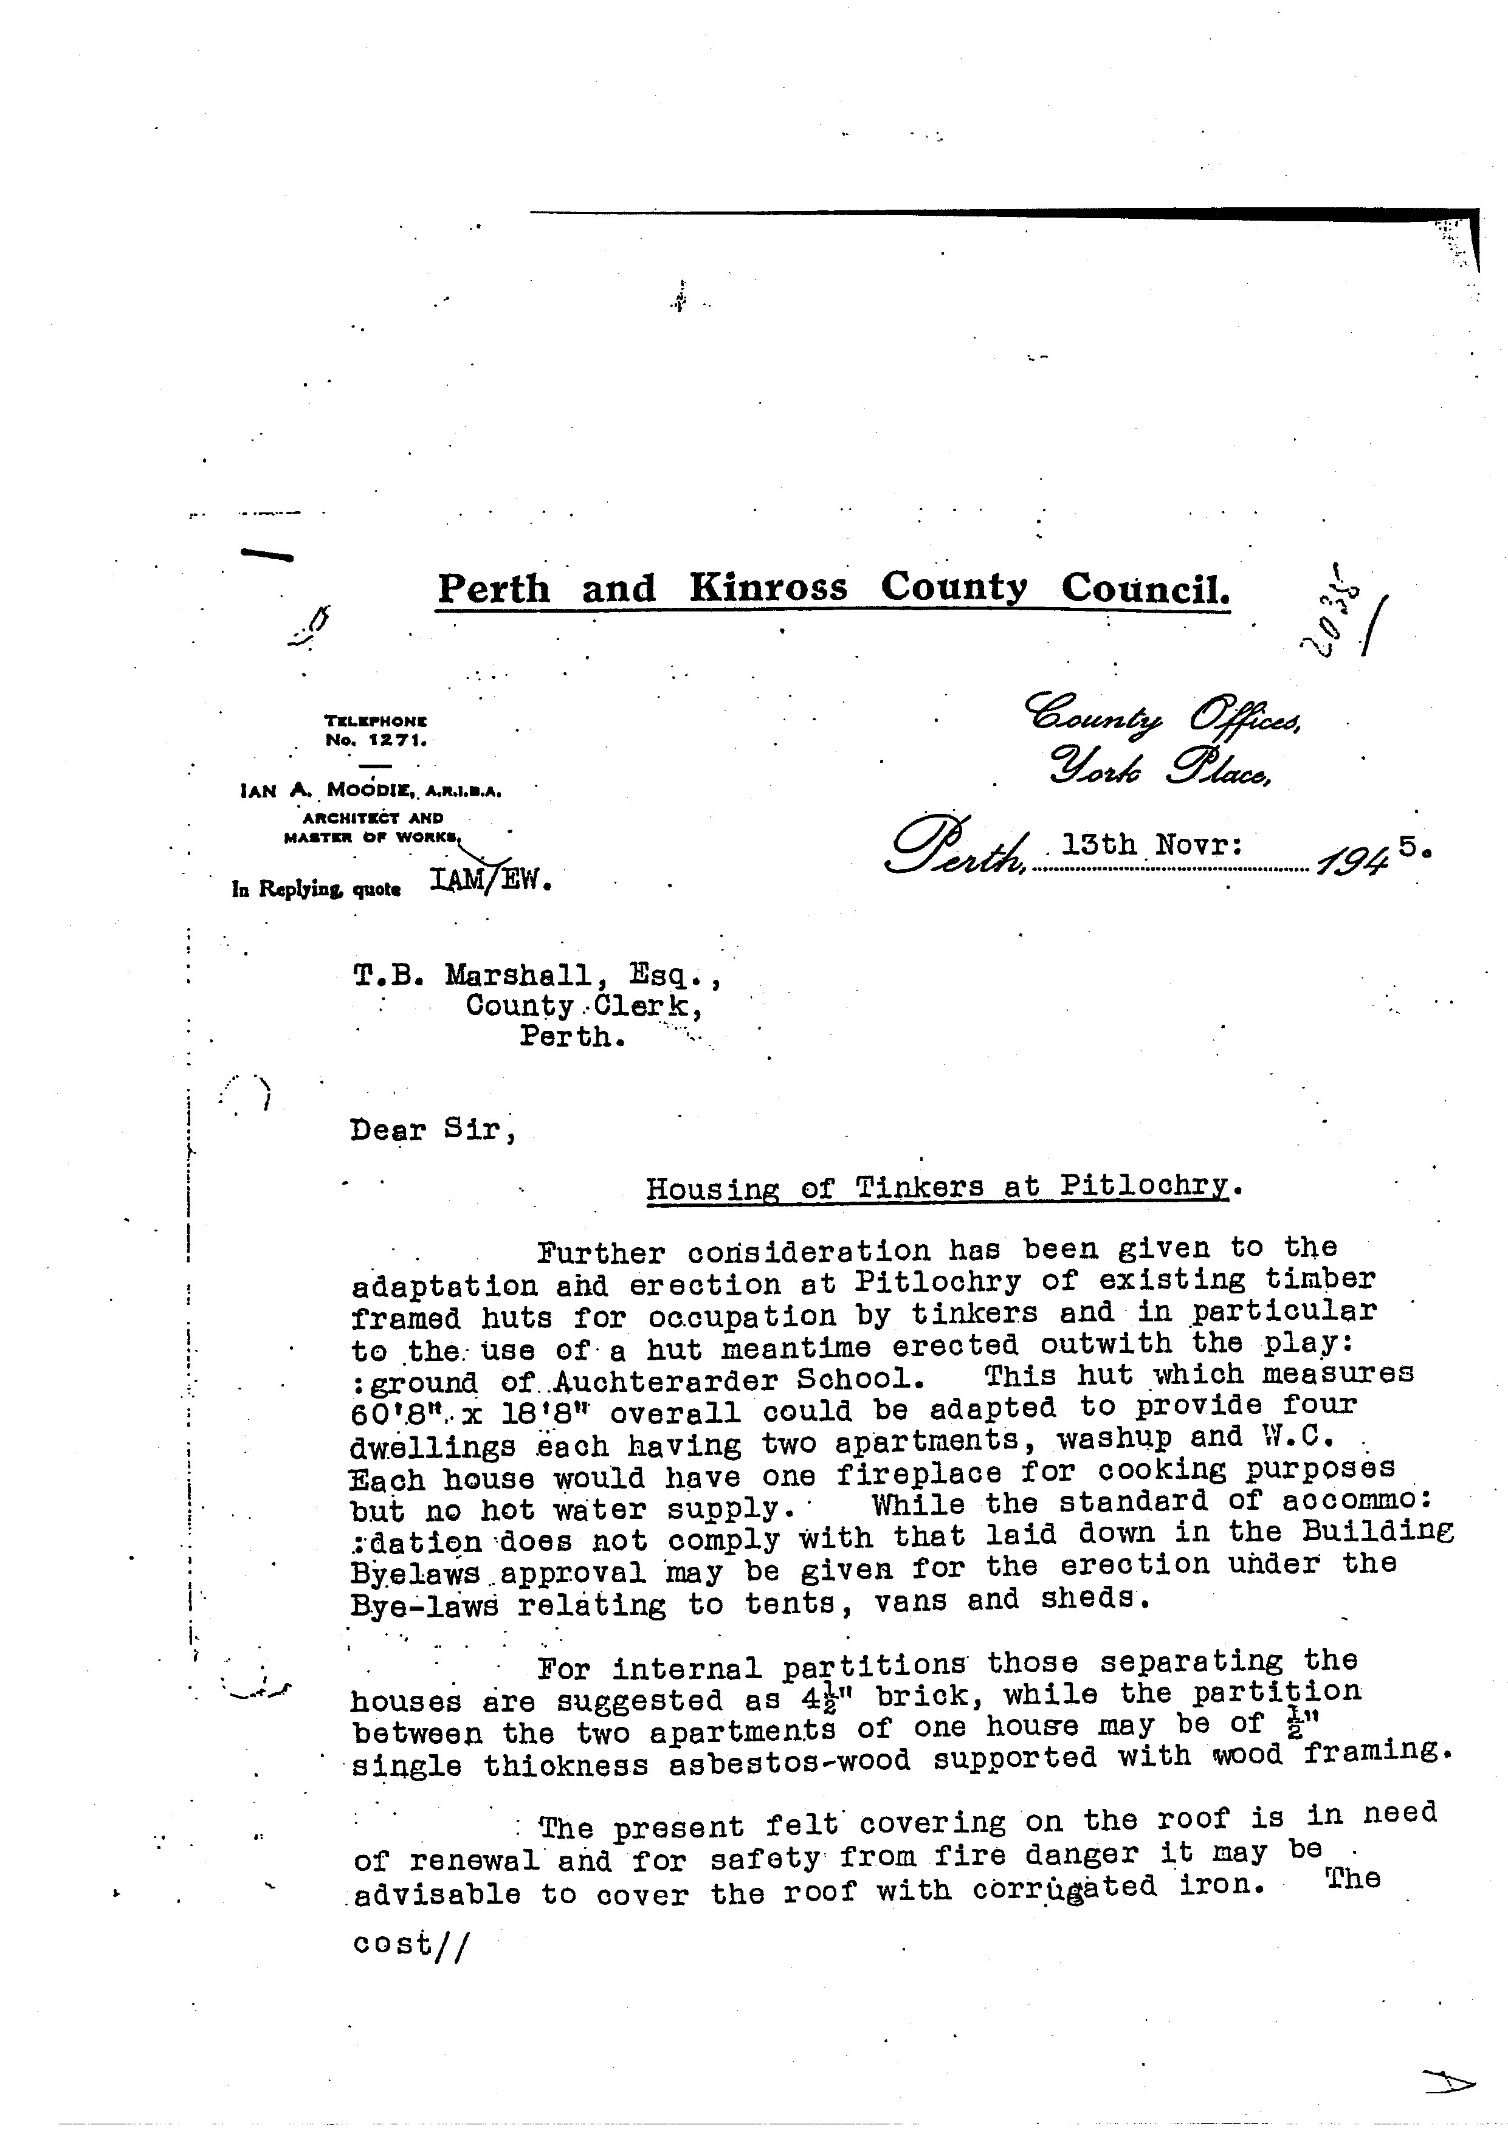 Perth and Kinross County Council.
2035
TELEPHONE
No. 1271.
IAN A. MOODIE, A.R.I.B.A.
ARCHITECT AND
MASTER OF WORKS,
In Replying, quote IAM/EW.
County Offices,
York Place,
Perth, 13th Novr: 1945.
T.B. Marshall, Esq.,
County Clerk,
Perth.
Dear Sir,
Housing of Tinkers at Pitlochry.
Further consideration has been given to the
adaptation and erection at Pitlochry of existing timber
framed huts for occupation by tinkers and in particular
to the use of a hut meantime erected outwith the play:
:ground of Auchterarder School. This hut which measures
60'8" x 18'8" overall could be adapted to provide four
dwellings each having two apartments, washup and W.C.
Each house would have one fireplace for cooking purposes
but no hot water supply. While the standard of accommo:
:dation does not comply with that laid down in the Building
Byelaws approval may be given for the erection under the
Bye-laws relating to tents, vans and sheds.
For internal partitions those separating the
houses are suggested as 4½" brick, while the partition
between the two apartments of one house may be of ½"
single thickness asbestos-wood supported with wood framing.
The present felt covering on the roof is in need
of renewal and for safety from fire danger it may be
advisable to cover the roof with corrugated iron. The
cost//